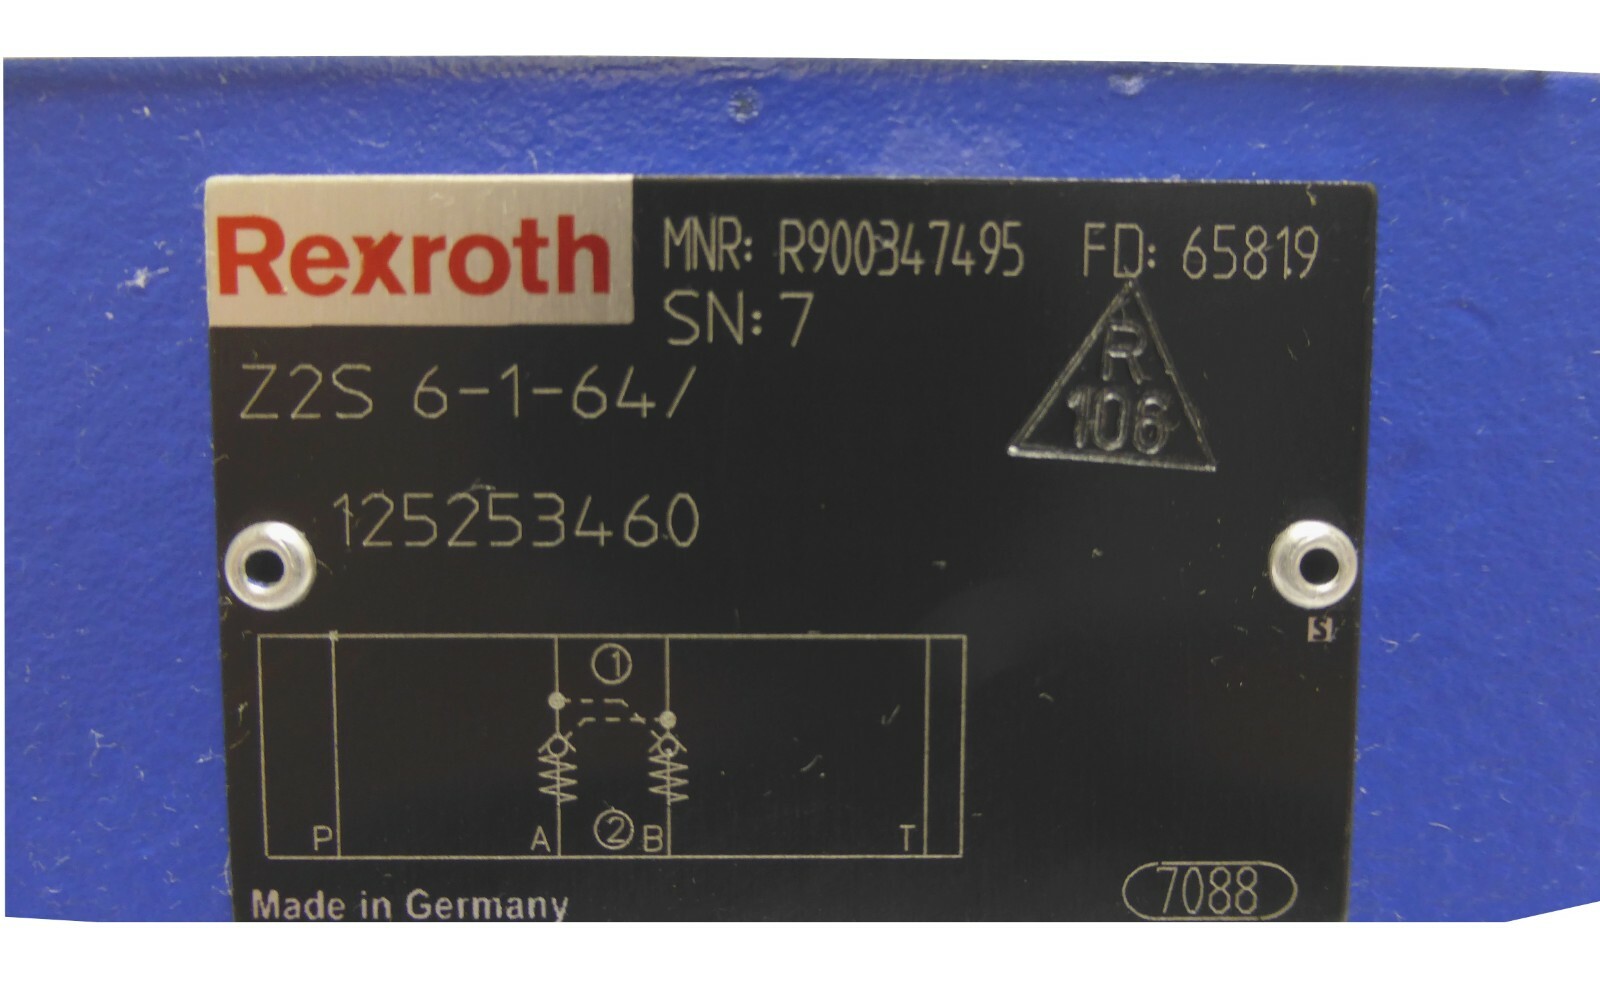 Rexroth
MNR: R900347495 FD: 65819
SN: 7
R
106
Z2S 6-1-64/
125253460
S
1
P A 2 B T
Made in Germany
7088